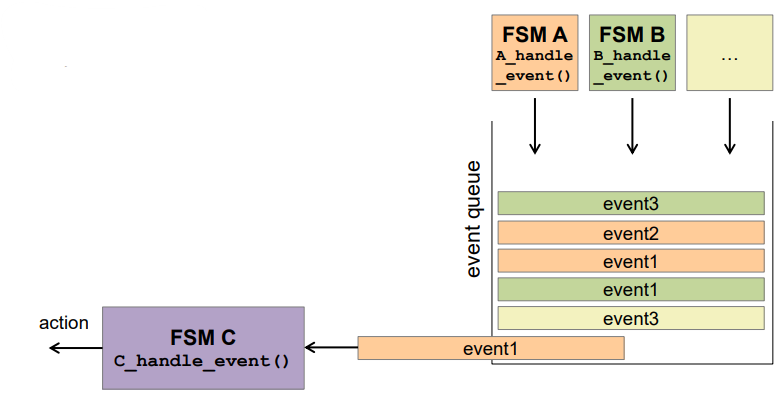 FSM A
A_handle
_event()
FSM B
B_handle
_event()
...
event queue
event3
event2
event1
event1
event3
event1
action
FSM C
C_handle_event()